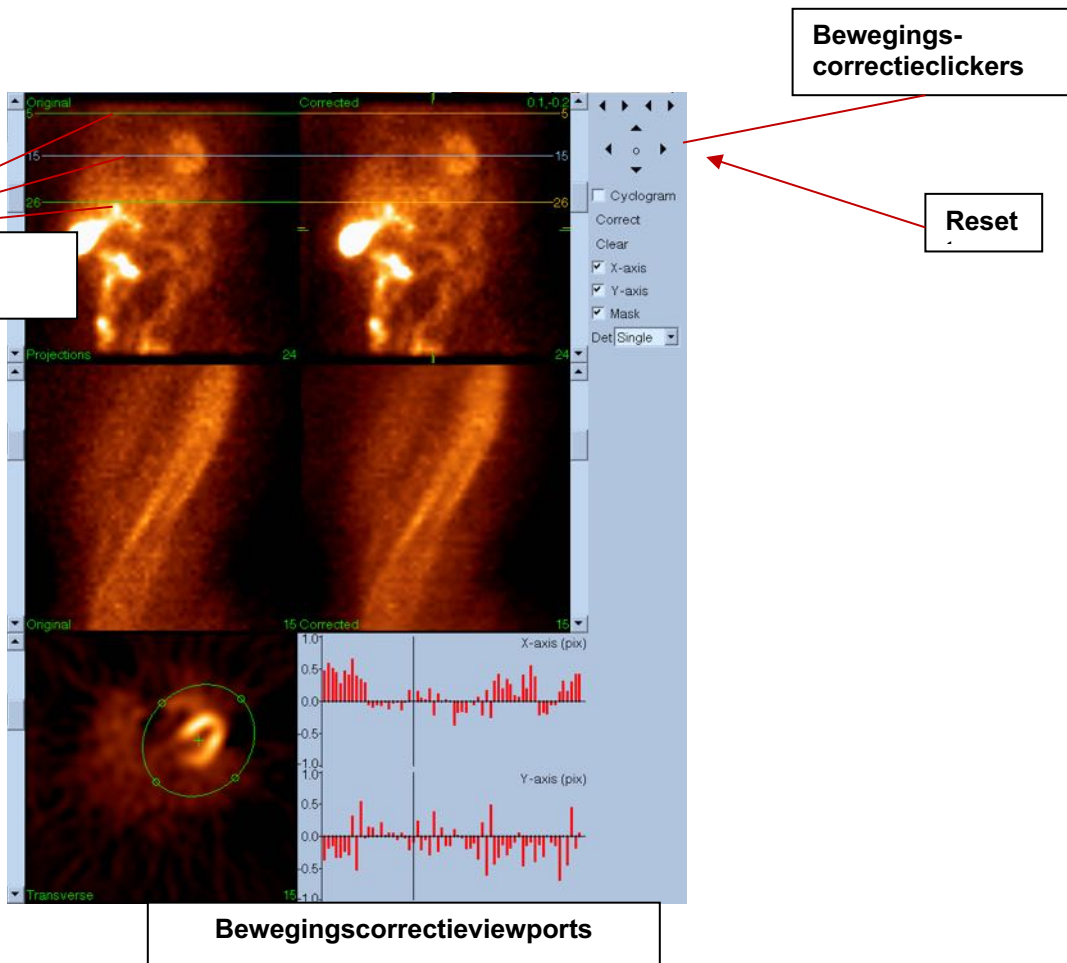 Bewegings-
correctieclickers
Original
Corrected
0.1,-0.2
5
5
15
15
26
26
Cyclogram
Correct
Clear
X-axis
Y-axis
Mask
Det Single
Projections
24
24
Reset
Original
15
Corrected
15
X-axis (pix)
1.0
0.5
0.0
-0.5
-1.0
Y-axis (pix)
1.0
0.5
0.0
-0.5
-1.0
Transverse
15
Bewegingscorrectieviewports